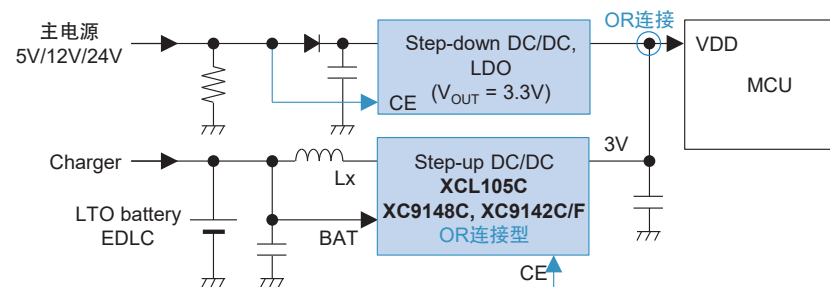 主电源
5V/12V/24V
Step-down DC/DC,
LDO
(VOUT = 3.3V)
CE
OR连接
VDD
MCU
Charger
Lx
Step-up DC/DC
XCL105C
XC9148C, XC9142C/F
OR连接型
3V
LTO battery
EDLC
BAT
CE